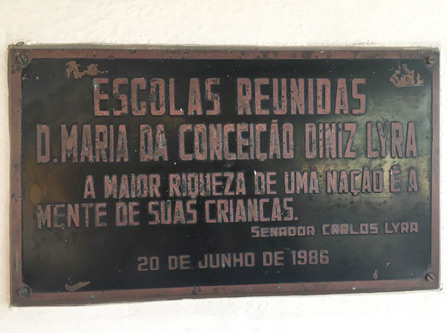 ESCOLAS REUNIDAS
D. MARIA DA CONCEIÇÃO DINIZ LYRA
A MAIOR RIQUEZA DE UMA NAÇÃO É A
MENTE DE SUAS CRIANCAS.
SENADOR CARLOS LYRA
20 DE JUNHO DE 1986